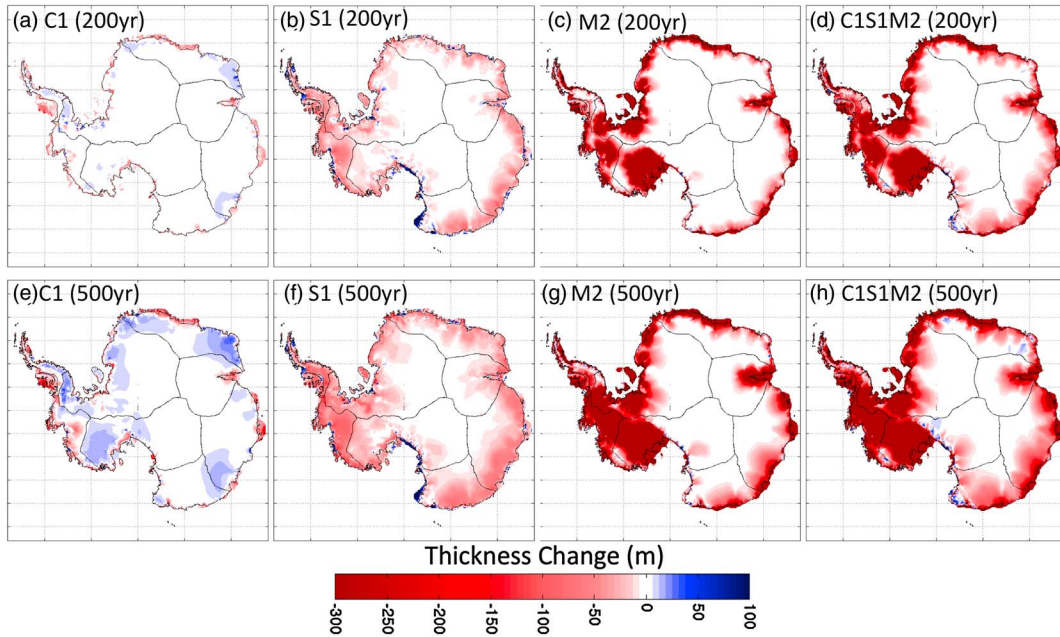 (a) C1 (200yr)
(b) S1 (200yr)
(c) M2 (200yr)
(d) C1S1M2 (200yr)
(e) C1 (500yr)
(f) S1 (500yr)
(g) M2 (500yr)
(h) C1S1M2 (500yr)
Thickness Change (m)
-300 -250 -200 -150 -100 -50 0 50 100